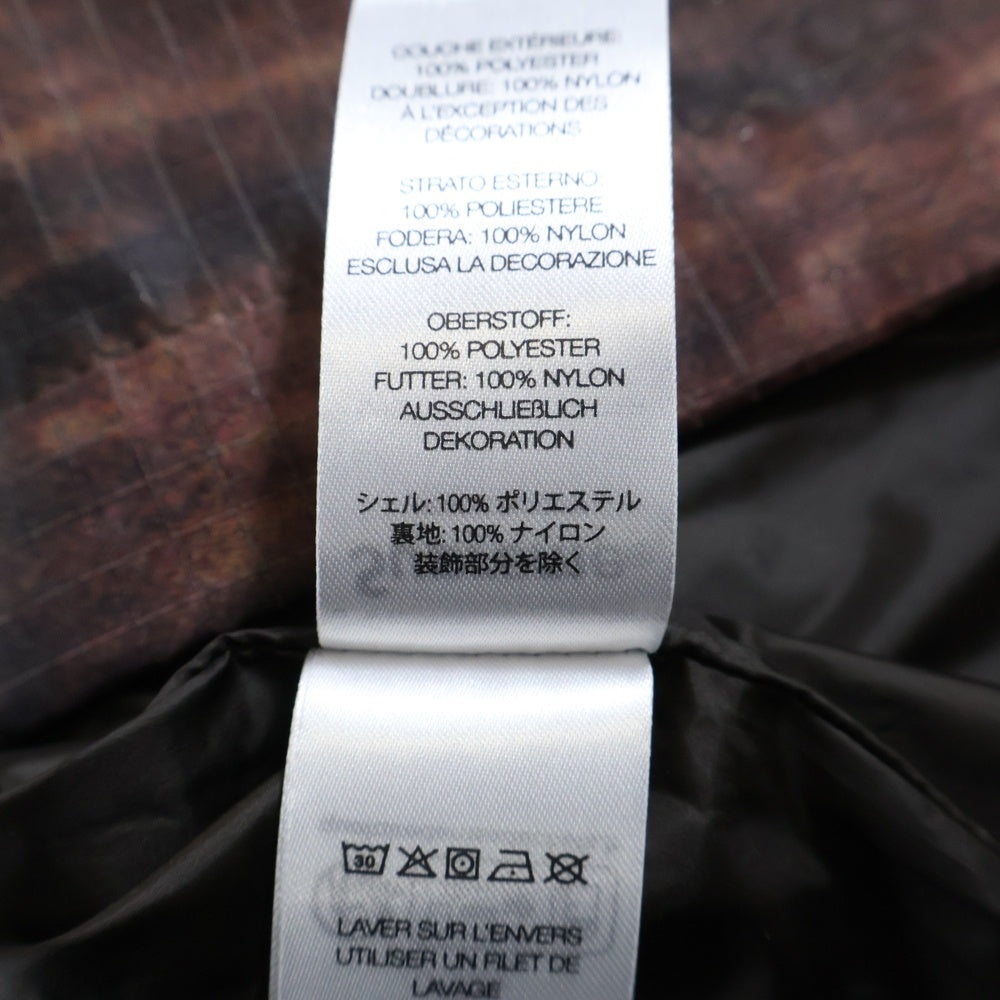 COUCHE EXTÉRIEURE:
100% POLYESTER
DOUBLURE: 100% NYLON
À L'EXCEPTION DES
DÉCORATIONS
STRATO ESTERNO:
100% POLIESTERE
FODERA: 100% NYLON
ESCLUSA LA DECORAZIONE
OBERSTOFF:
100% POLYESTER
FUTTER: 100% NYLON
AUSSCHLIEßLICH
DEKORATION
シェル: 100% ポリエステル
裏地: 100% ナイロン
装飾部分を除く
30
LAVER SUR L'ENVERS
UTILISER UN FILET DE
LAVAGE